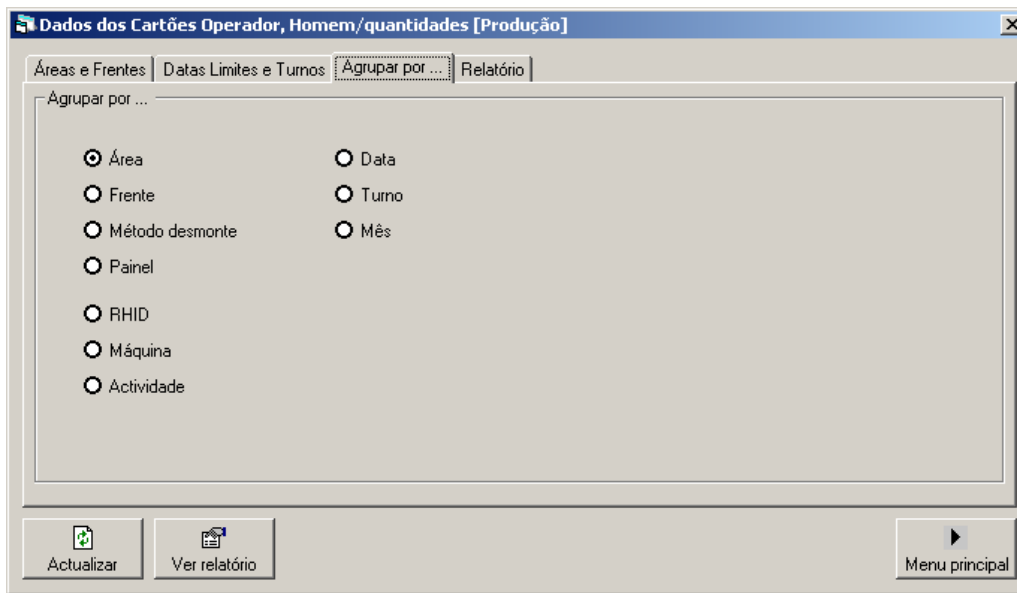 Dados dos Cartões Operador, Homem/quantidades [Produção]
Áreas e Frentes Datas Limites e Turnos Agrupar por ... Relatório
Agrupar por ...
Área Data
Frente Turno
Método desmonte Mês
Painel
RHID
Máquina
Actividade
Actualizar Ver relatório Menu principal